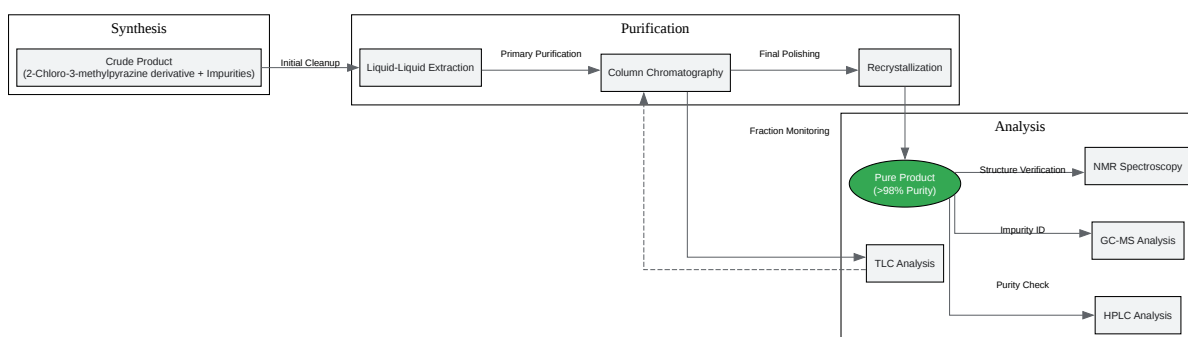 Synthesis
Crude Product
(2-Chloro-3-methylpyrazine derivative + Impurities)
Initial Cleanup
Purification
Liquid-Liquid Extraction
Primary Purification
Column Chromatography
Final Polishing
Recrystallization
Fraction Monitoring
Analysis
Pure Product
(>98% Purity)
Structure Verification
NMR Spectroscopy
Impurity ID
GC-MS Analysis
TLC Analysis
Purity Check
HPLC Analysis